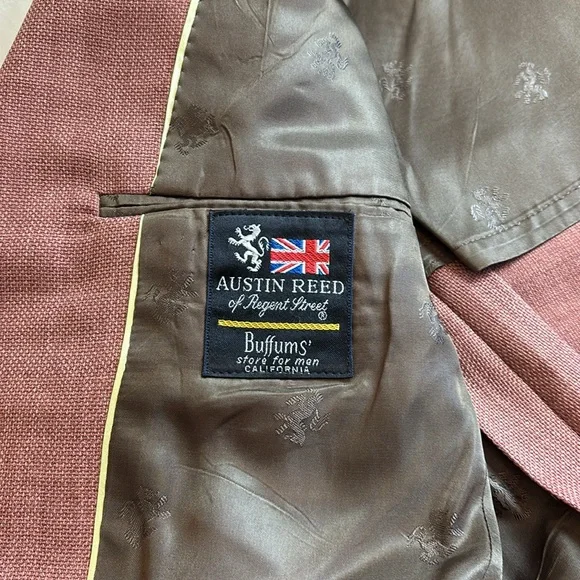 AUSTIN REED
of Regent Street
®
Buffums'
store for men
CALIFORNIA